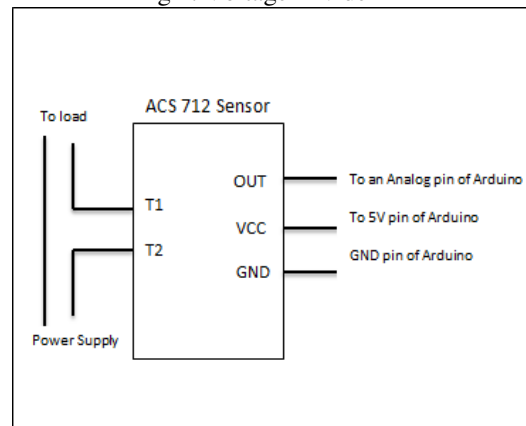 ACS 712 Sensor
To load
OUT
To an Analog pin of Arduino
T1
VCC
To 5V pin of Arduino
T2
GND
GND pin of Arduino
Power Supply